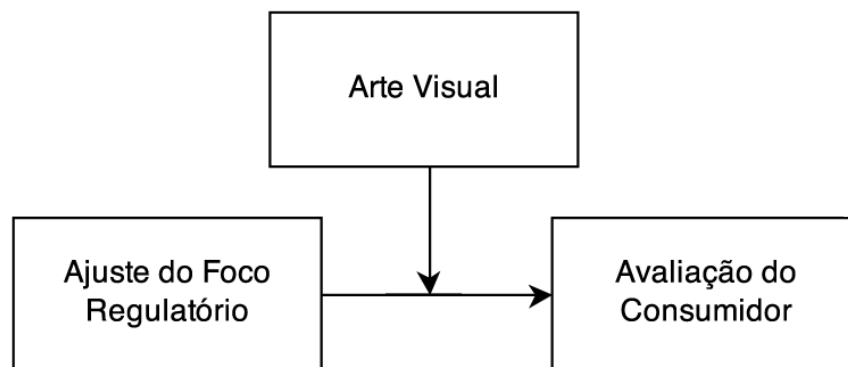 Arte Visual
Ajuste do Foco
Regulatório
Avaliação do
Consumidor